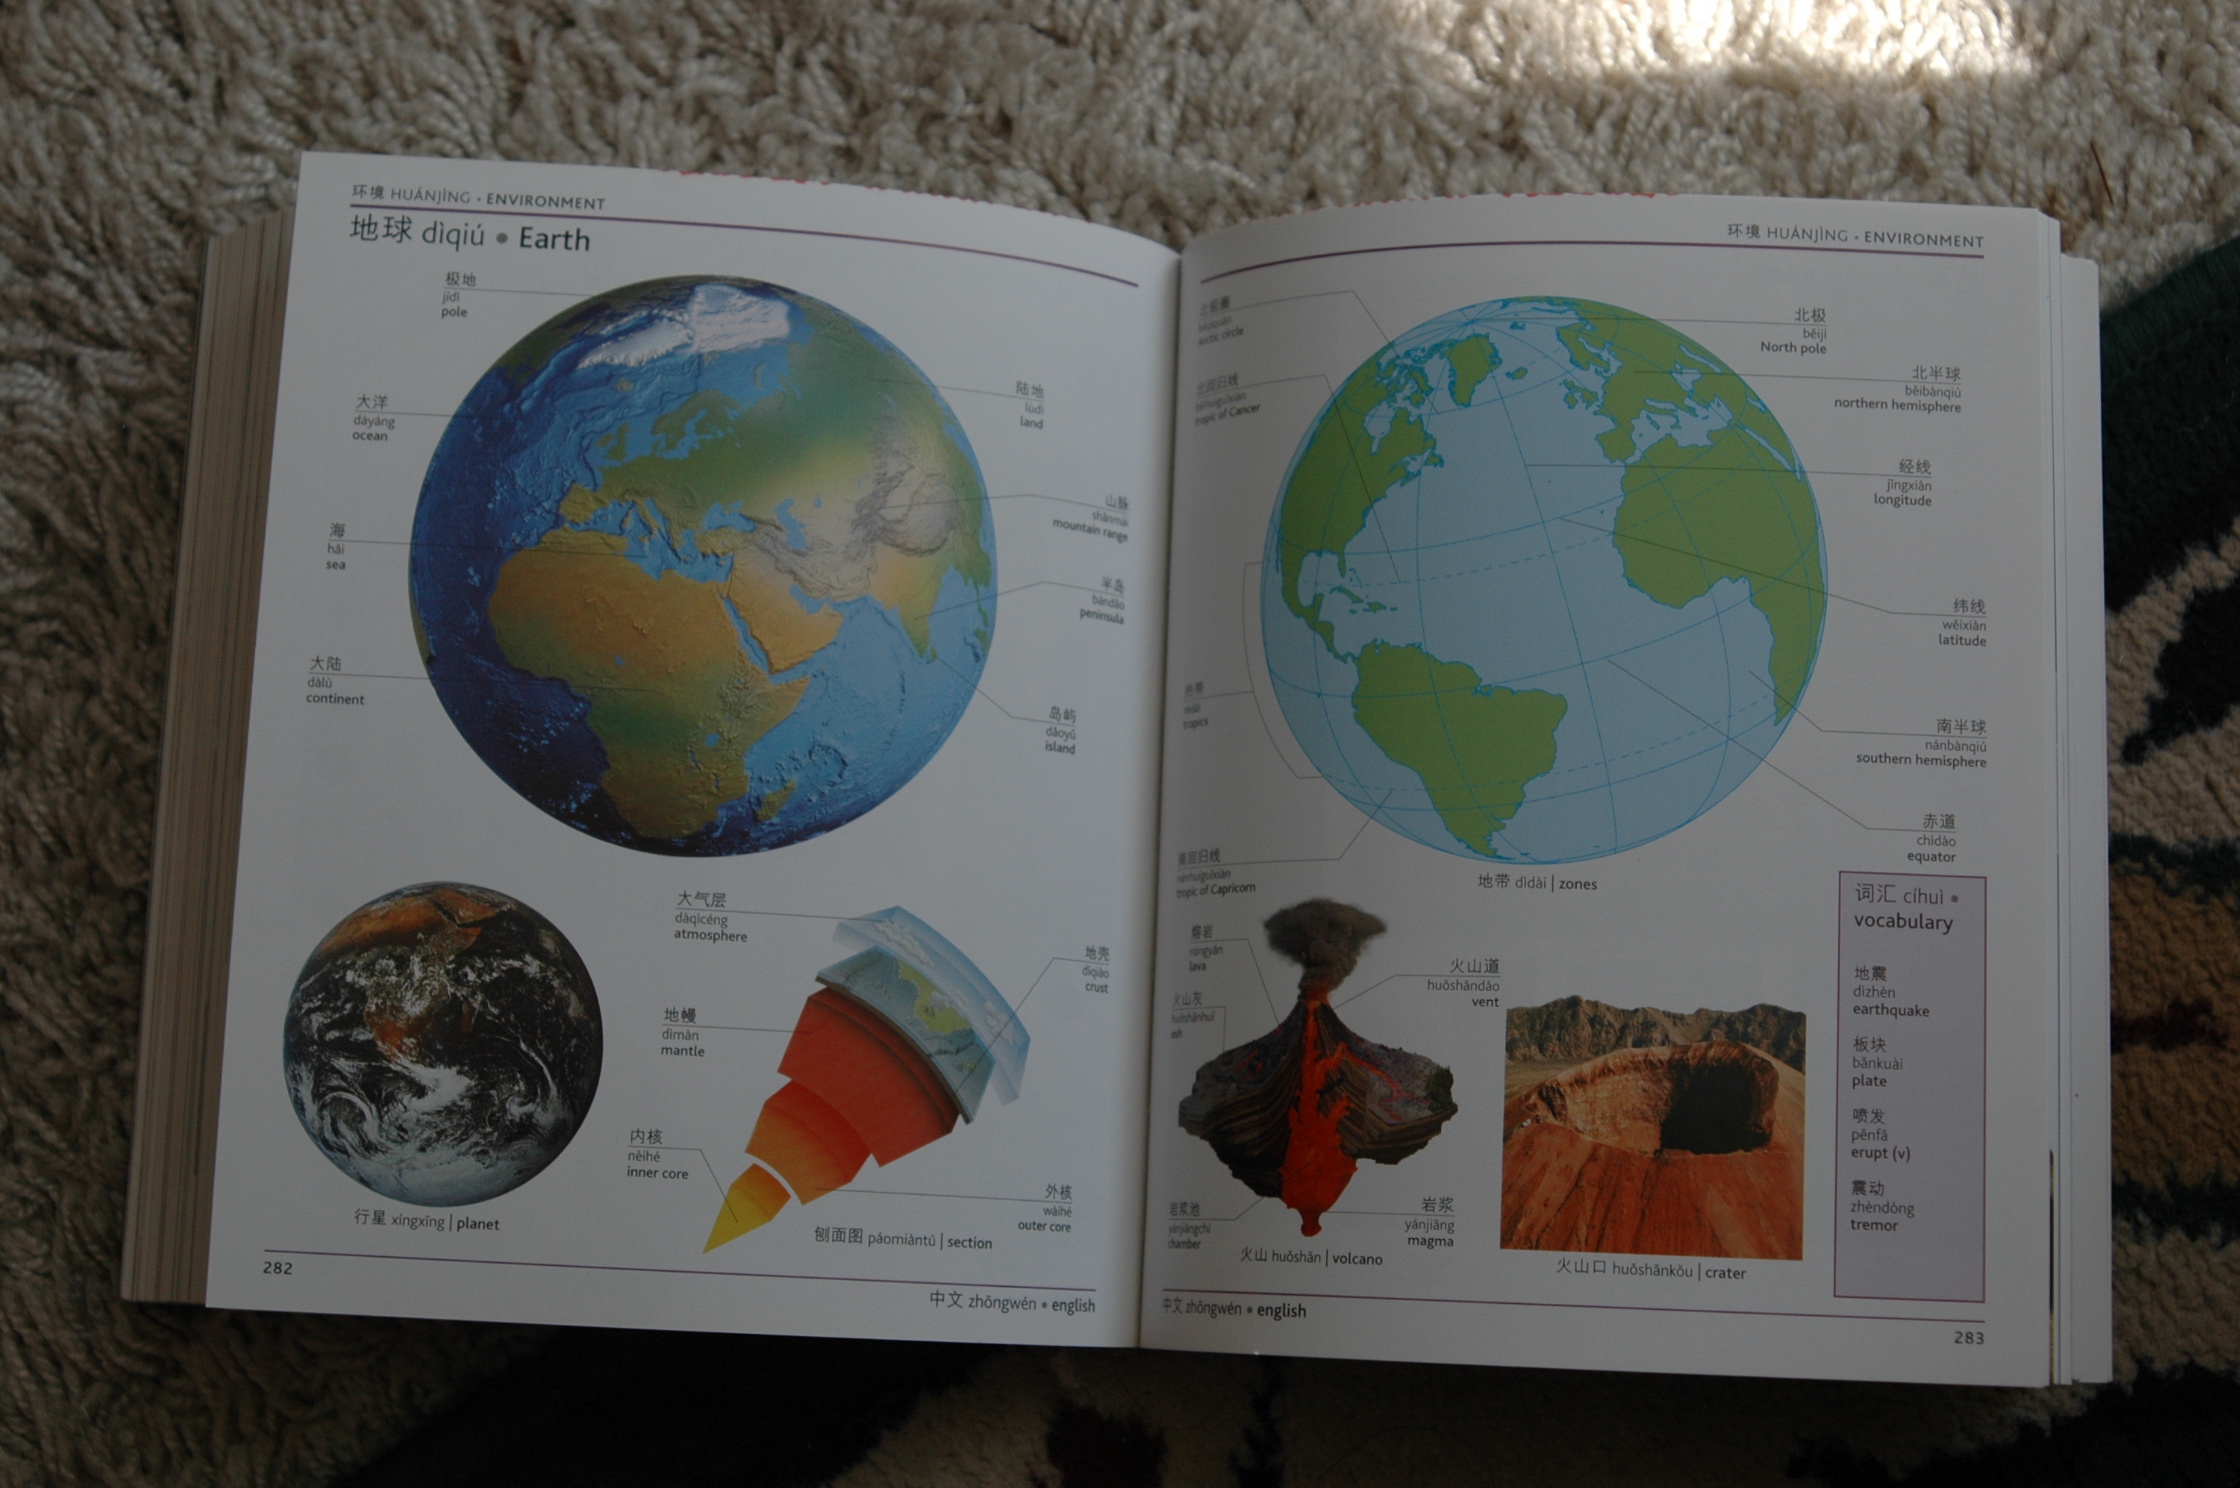 环境 HUÁNJÌNG • ENVIRONMENT
地球 dìqiú • Earth
极地
jídì
pole
大洋
dàyáng
ocean
海
hǎi
sea
大陆
dàlù
continent
陆地
lùdì
land
山脉
shānmài
mountain range
半岛
bàndǎo
peninsula
岛屿
dǎoyǔ
island
行星 xíngxīng | planet
大气层
dàqìcéng
atmosphere
地幔
dìmàn
mantle
内核
nèihé
inner core
地壳
dìqiào
crust
外核
wàihé
outer core
刨面图 páomiàntú | section
282
中文 zhōngwén • english
环境 HUÁNJÌNG • ENVIRONMENT
北极圈
běijíquān
Arctic circle
北回归线
běihuíguīxiàn
tropic of Cancer
热带
rèdài
tropics
南回归线
nánhuíguīxiàn
tropic of Capricorn
北极
běijí
North pole
北半球
běibànqiú
northern hemisphere
经线
jīngxiàn
longitude
纬线
wěixiàn
latitude
南半球
nánbànqiú
southern hemisphere
赤道
chìdào
equator
地带 dìdài | zones
熔岩
róngyán
lava
火山灰
huǒshānhuī
ash
岩浆池
yánjiāngchí
chamber
火山道
huǒshāndào
vent
岩浆
yánjiāng
magma
火山 huǒshān | volcano
火山口 huǒshānkǒu | crater
词汇 cíhuì •
vocabulary
地震
dìzhèn
earthquake
板块
bǎnkuài
plate
喷发
pēnfā
erupt (v)
震动
zhèndòng
tremor
中文 zhōngwén • english
283